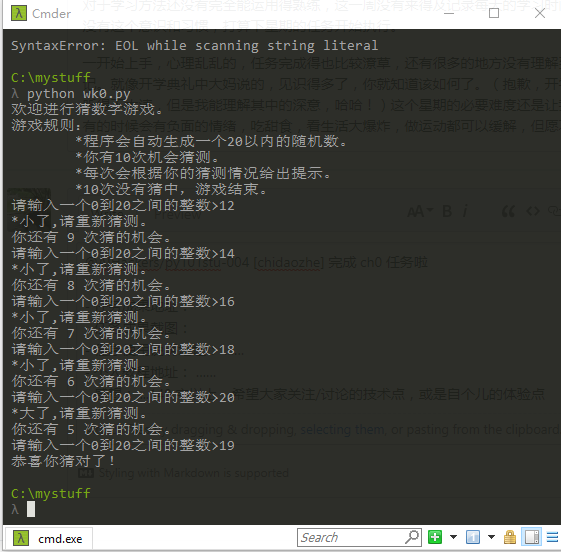 Cmder
SyntaxError: EOL while scanning string literal
C:\mystuff
λ python wk0.py
欢迎进行猜数字游戏。
游戏规则：
*程序会自动生成一个20以内的随机数。
*你有10次机会猜测。
*每次会根据你的猜测情况给出提示。
*10次没有猜中，游戏结束。
请输入一个0到20之间的整数>12
*小了,请重新猜测。
你还有 9 次猜的机会。
请输入一个0到20之间的整数>14
*小了,请重新猜测。
你还有 8 次猜的机会。
请输入一个0到20之间的整数>16
*小了,请重新猜测。
你还有 7 次猜的机会。
请输入一个0到20之间的整数>18
*小了,请重新猜测。
你还有 6 次猜的机会。
请输入一个0到20之间的整数>20
*大了,请重新猜测。
你还有 5 次猜的机会。
请输入一个0到20之间的整数>19
恭喜你猜对了！
C:\mystuff
λ
cmd.exe
Search